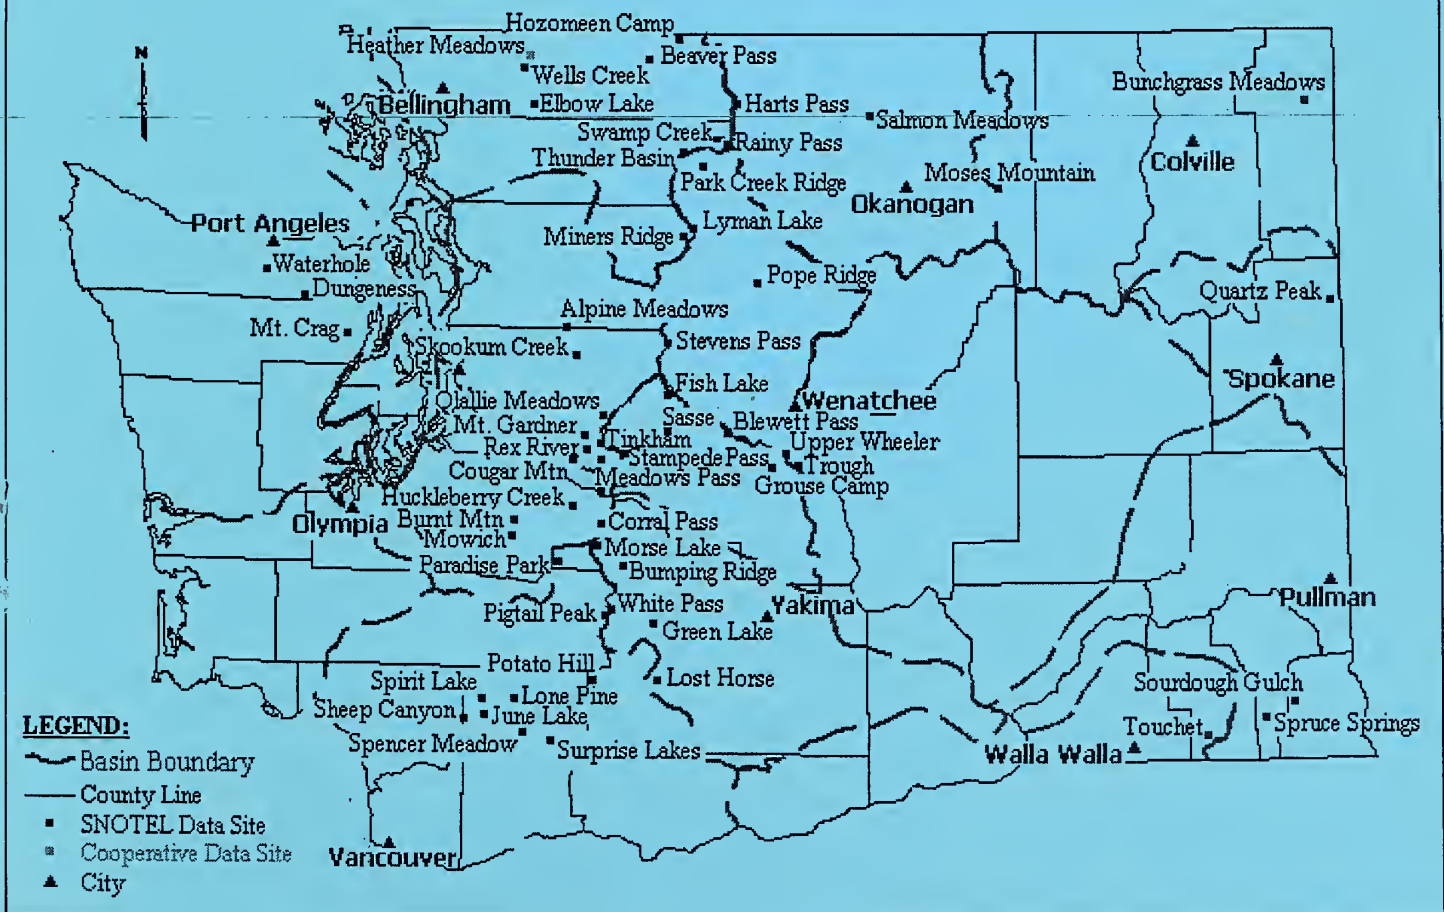 Hozomeen Camp
N
Heather Meadows
Beaver Pass
Wells Creek
Bunchgrass Meadows
Bellingham
Elbow Lake
Harts Pass
Salmon Meadows
Swamp Creek
Rainy Pass
Thunder Basin
Colville
Moses Mountain
Park Creek Ridge
Okanogan
Port Angeles
Lyman Lake
Miners Ridge
Waterhole
Pope Ridge
Dungeness
Quartz Peak
Alpine Meadows
Mt. Crag
Skookum Creek
Stevens Pass
Spokane
Fish Lake
Olallie Meadows
Wenatchee
Sasse
Blewett Pass
Mt. Gardner
Tinkham
Upper Wheeler
Rex River
Stampede Pass
Trough
Cougar Mtn
Meadows Pass
Grouse Camp
Huckleberry Creek
Olympia
Burnt Mtn
Corral Pass
Mowich
Morse Lake
Paradise Park
Bumping Ridge
Pullman
White Pass
Yakima
Pigtail Peak
Green Lake
Potato Hill
Spirit Lake
Lost Horse
Sourdough Gulch
Lone Pine
Sheep Canyon
June Lake
Touchet
Spruce Springs
Spencer Meadow
Surprise Lakes
Walla Walla
LEGEND:
Basin Boundary
County Line
SNOTEL Data Site
Cooperative Data Site
City
Vancouver